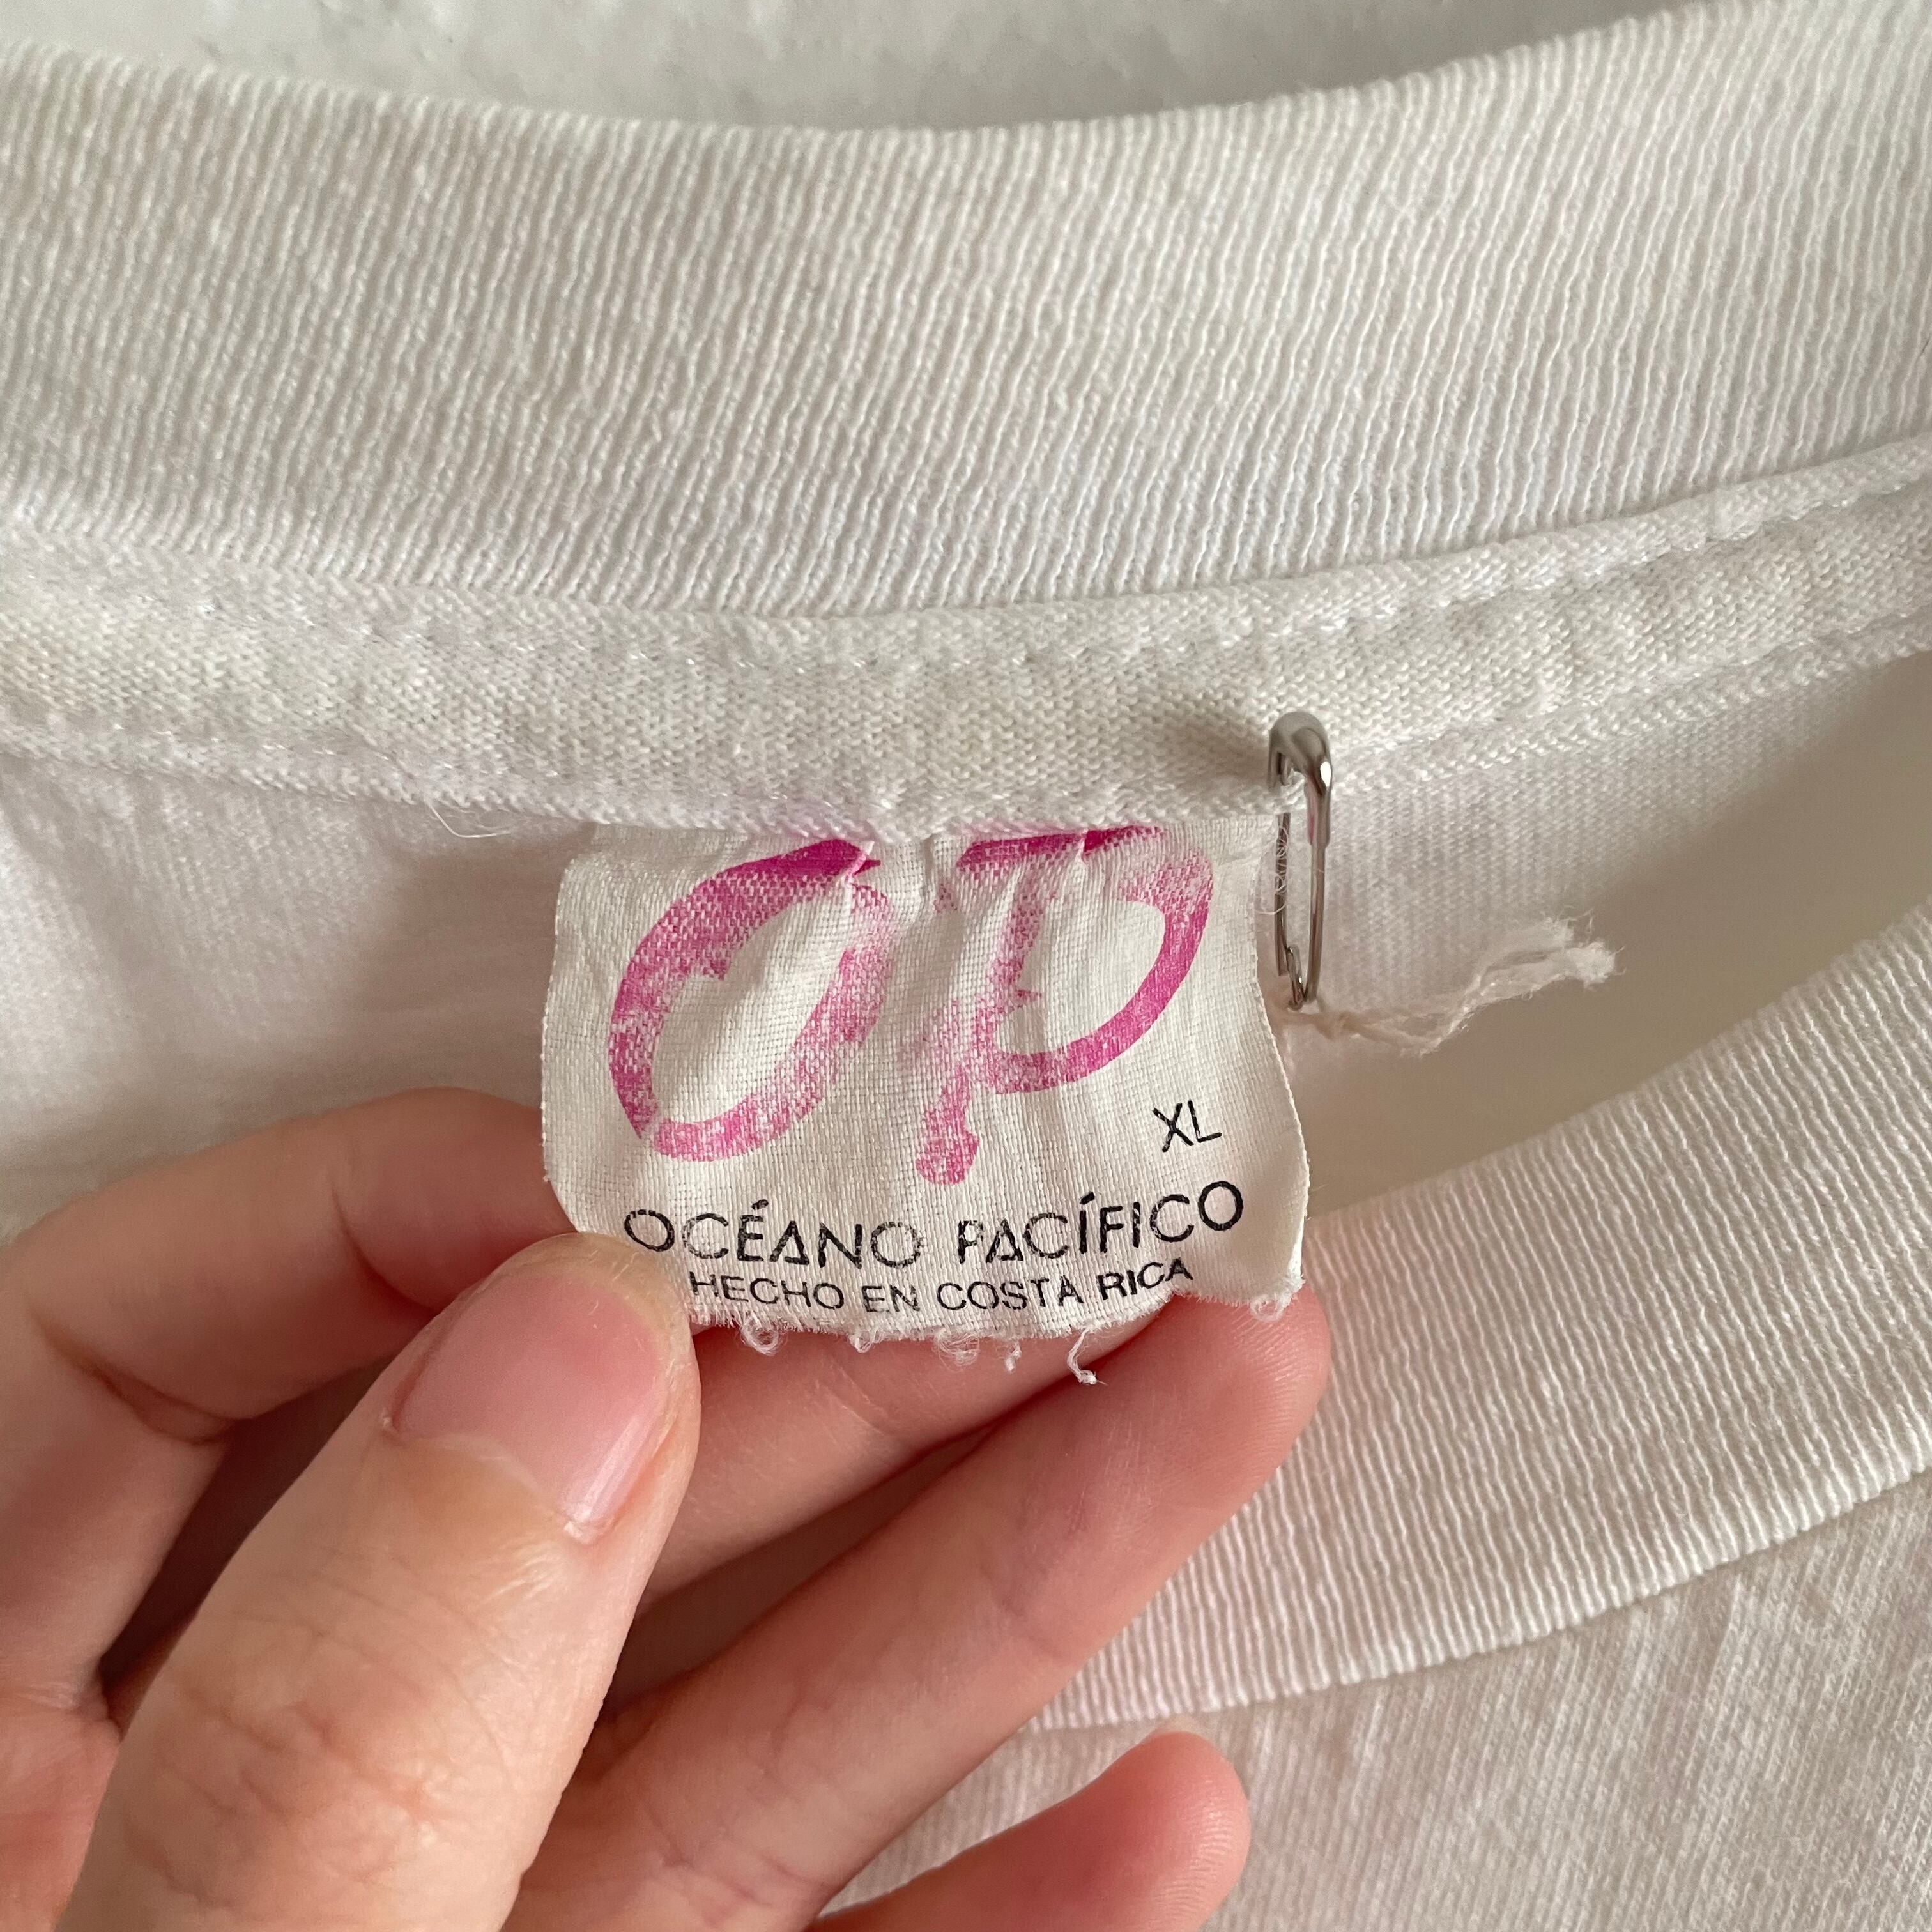 OP
XL
OCÉANO PACÍFICO
HECHO EN COSTA RICA